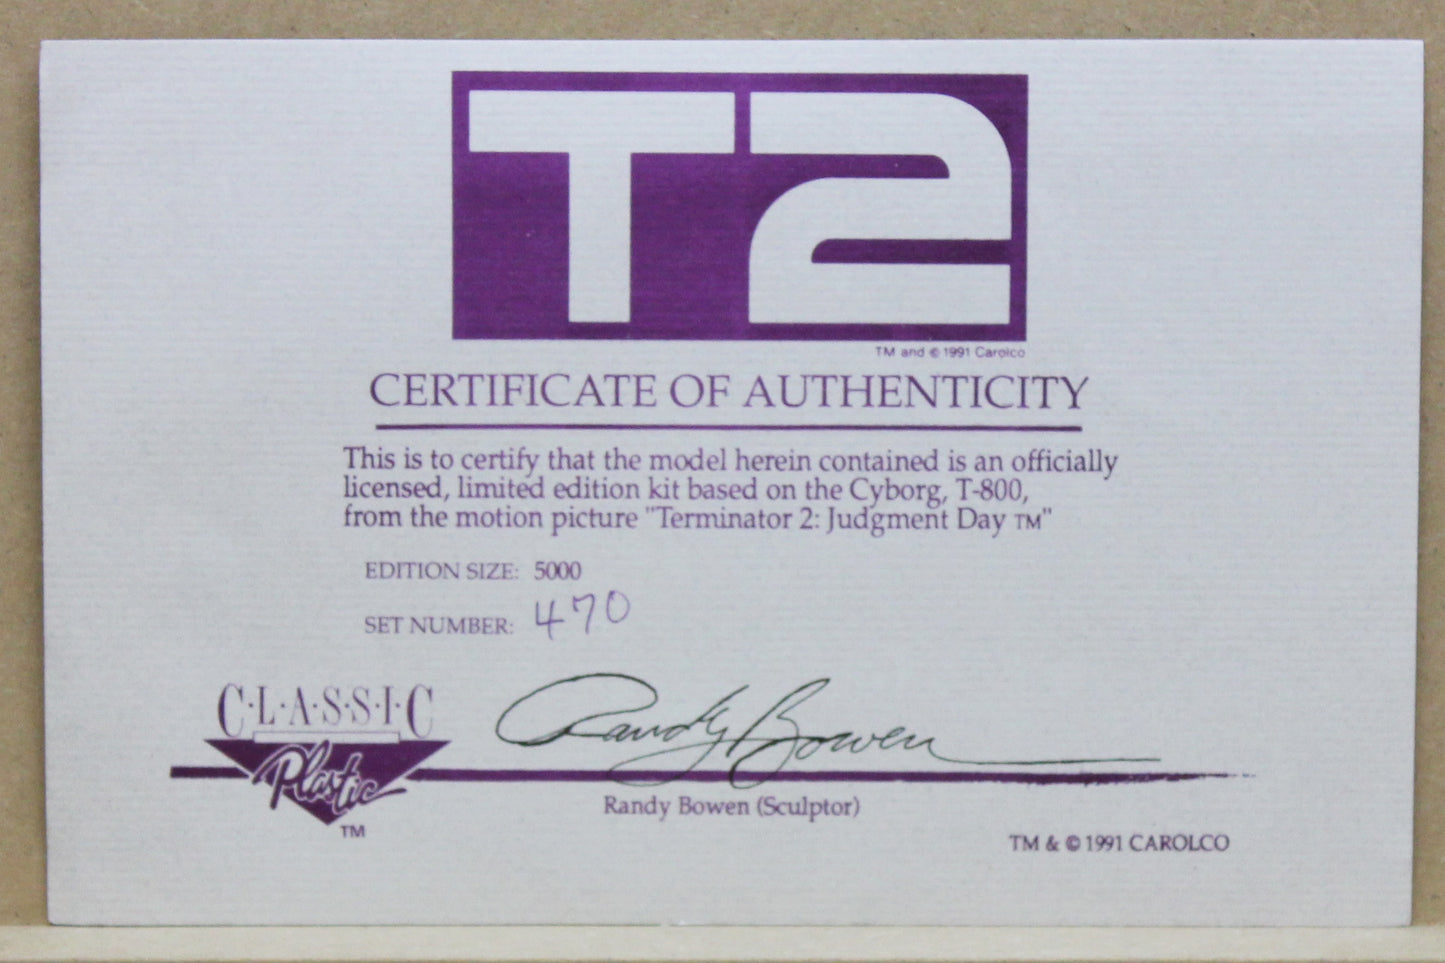 T2
TM and © 1991 Carolco
CERTIFICATE OF AUTHENTICITY
This is to certify that the model herein contained is an officially
licensed, limited edition kit based on the Cyborg, T-800,
from the motion picture "Terminator 2: Judgment Day TM"
EDITION SIZE: 5000
SET NUMBER: 470
C·L·A·S·S·I·C
Plastic
TM
Randy Bowen
Randy Bowen (Sculptor)
TM & © 1991 CAROLCO